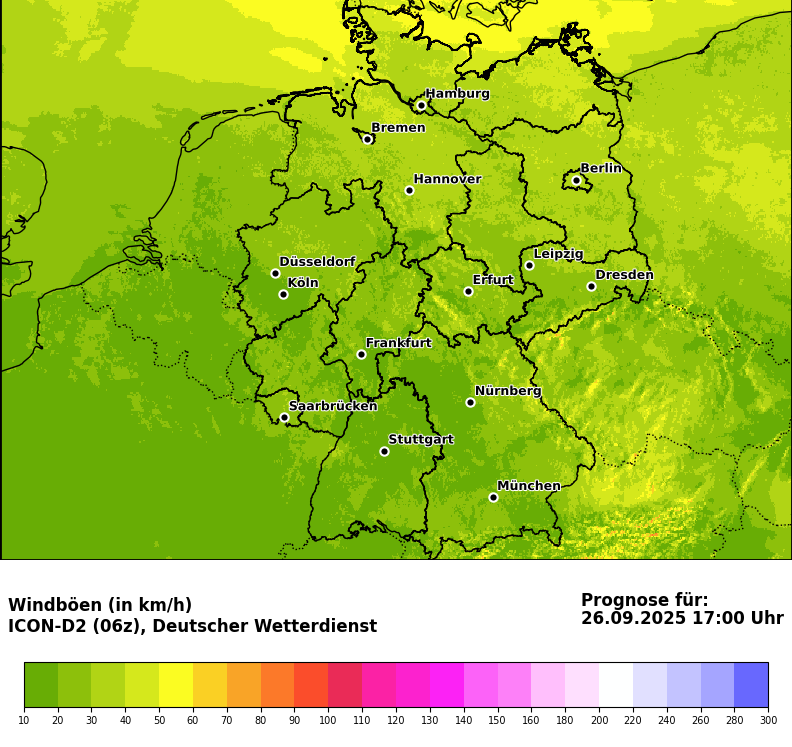 Hamburg
Bremen
Hannover
Berlin
Düsseldorf
Köln
Leipzig
Erfurt
Dresden
Frankfurt
Saarbrücken
Nürnberg
Stuttgart
München
Windböen (in km/h)
ICON-D2 (06z), Deutscher Wetterdienst
Prognose für:
26.09.2025 17:00 Uhr
10 20 30 40 50 60 70 80 90 100 110 120 130 140 150 160 180 200 220 240 260 280 300